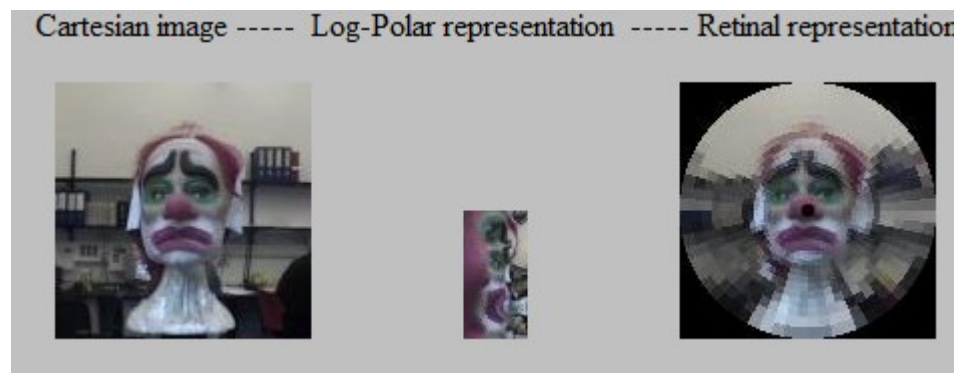 Cartesian image ----- Log-Polar representation ----- Retinal representation